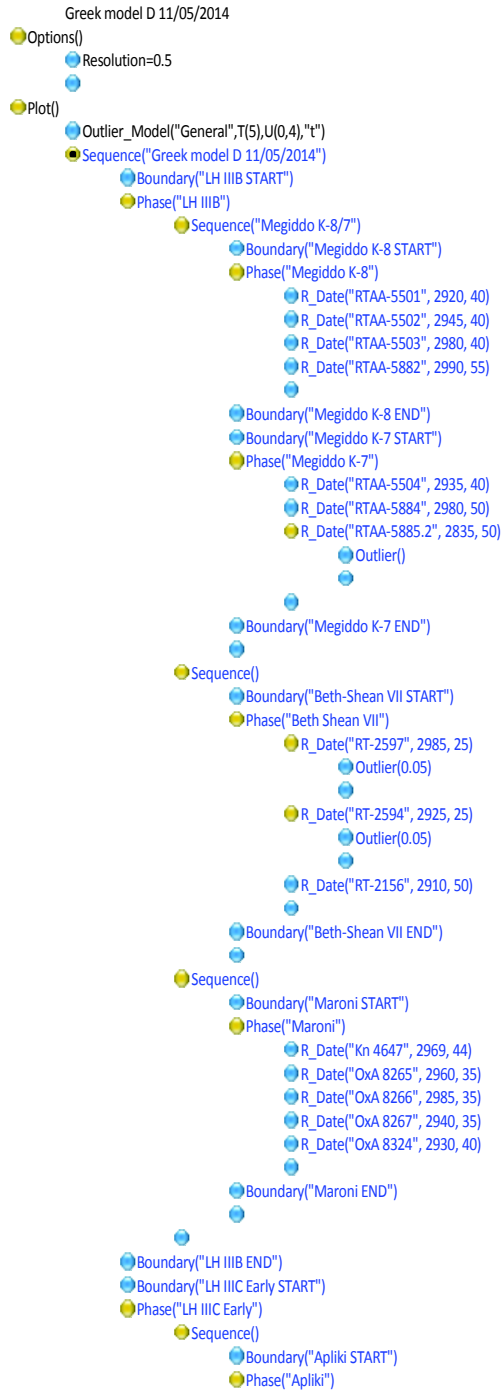 Greek model D 11/05/2014
Options()
Resolution=0.5
Plot()
Outlier_Model("General",T(5),U(0,4),"t")
Sequence("Greek model D 11/05/2014")
Boundary("LH IIIB START")
Phase("LH IIIB")
Sequence("Megiddo K-8/7")
Boundary("Megiddo K-8 START")
Phase("Megiddo K-8")
R_Date("RTAA-5501", 2920, 40)
R_Date("RTAA-5502", 2945, 40)
R_Date("RTAA-5503", 2980, 40)
R_Date("RTAA-5882", 2990, 55)
Boundary("Megiddo K-8 END")
Boundary("Megiddo K-7 START")
Phase("Megiddo K-7")
R_Date("RTAA-5504", 2935, 40)
R_Date("RTAA-5884", 2980, 50)
R_Date("RTAA-5885.2", 2835, 50)
Outlier()
Boundary("Megiddo K-7 END")
Sequence()
Boundary("Beth-Shean VII START")
Phase("Beth Shean VII")
R_Date("RT-2597", 2985, 25)
Outlier(0.05)
R_Date("RT-2594", 2925, 25)
Outlier(0.05)
R_Date("RT-2156", 2910, 50)
Boundary("Beth-Shean VII END")
Sequence()
Boundary("Maroni START")
Phase("Maroni")
R_Date("Kn 4647", 2969, 44)
R_Date("OxA 8265", 2960, 35)
R_Date("OxA 8266", 2985, 35)
R_Date("OxA 8267", 2940, 35)
R_Date("OxA 8324", 2930, 40)
Boundary("Maroni END")
Boundary("LH IIIB END")
Boundary("LH IIIC Early START")
Phase("LH IIIC Early")
Sequence()
Boundary("Apliki START")
Phase("Apliki")